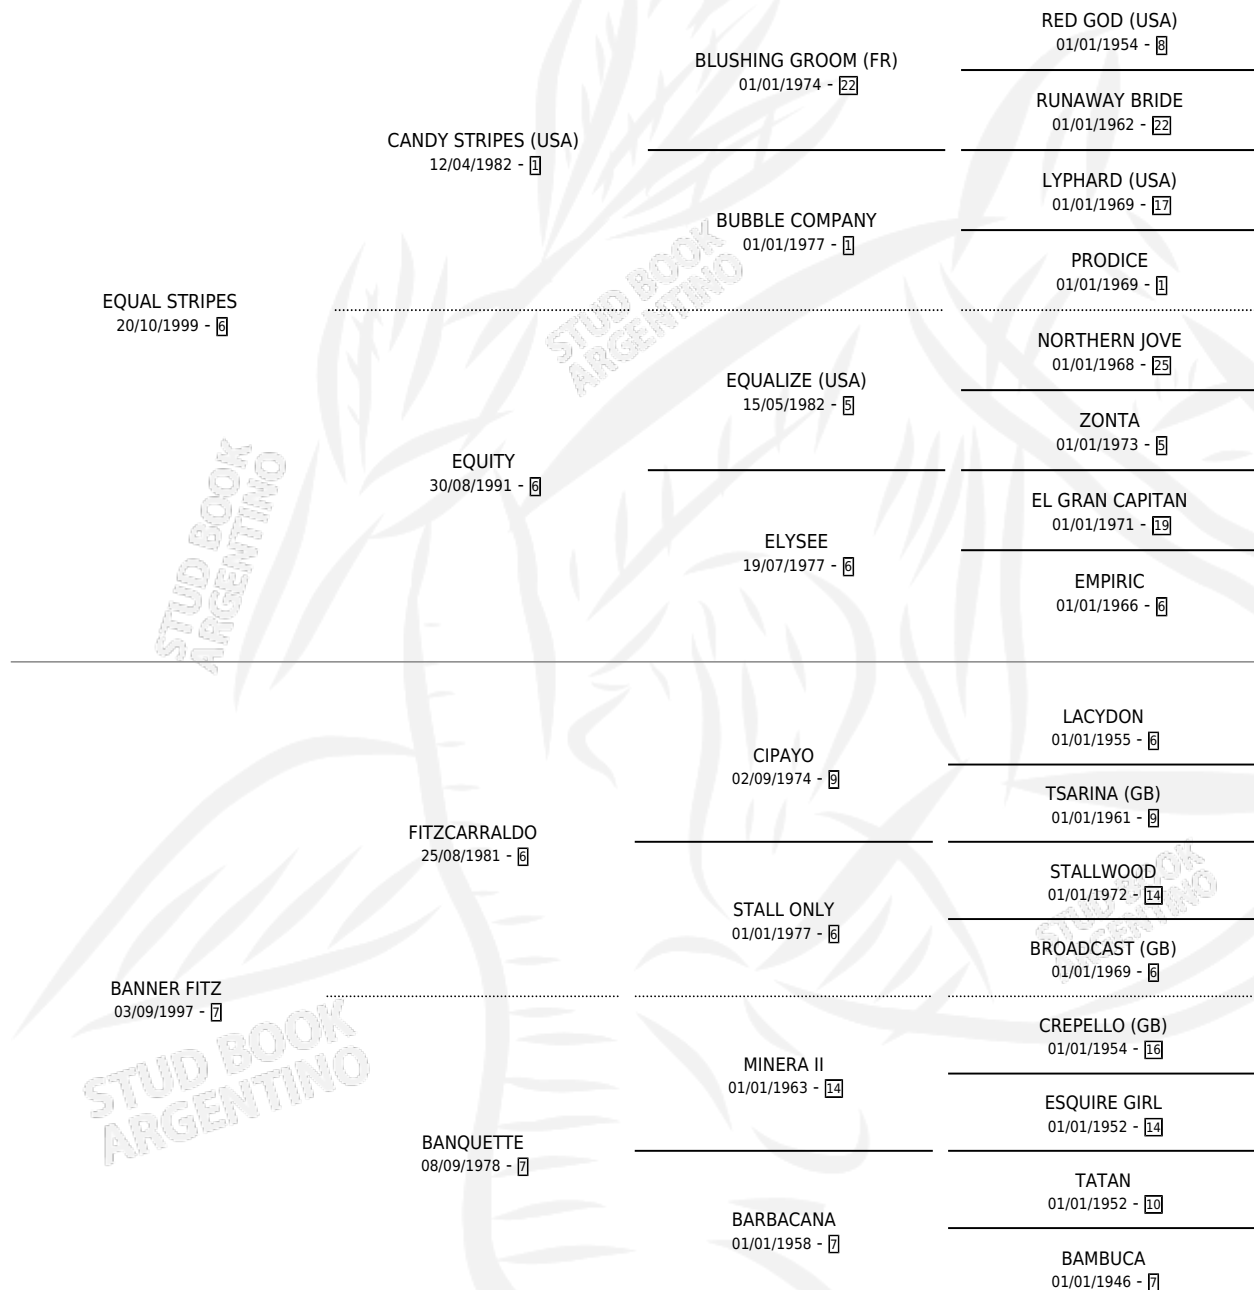 RED GOD (USA)
01/01/1954 - 8
BLUSHING GROOM (FR)
01/01/1974 - 22
RUNAWAY BRIDE
01/01/1962 - 22
CANDY STRIPES (USA)
12/04/1982 - 1
LYPHARD (USA)
01/01/1969 - 17
BUBBLE COMPANY
01/01/1977 - 1
PRODICE
01/01/1969 - 1
EQUAL STRIPES
20/10/1999 - 6
STUD BOOK
ARGENTINO
NORTHERN JOVE
01/01/1968 - 25
EQUALIZE (USA)
15/05/1982 - 5
ZONTA
01/01/1973 - 5
EQUITY
30/08/1991 - 6
EL GRAN CAPITAN
01/01/1971 - 19
ELYSEE
19/07/1977 - 6
EMPIRIC
01/01/1966 - 6
STUD BOOK
ARGENTINO
LACYDON
01/01/1955 - 6
CIPAYO
02/09/1974 - 9
TSARINA (GB)
01/01/1961 - 9
FITZCARRALDO
25/08/1981 - 6
STALLWOOD
01/01/1972 - 14
STALL ONLY
01/01/1977 - 6
BROADCAST (GB)
01/01/1969 - 6
STUD BOOK
ARGENTINO
BANNER FITZ
03/09/1997 - 7
STUD BOOK
ARGENTINO
CREPELLO (GB)
01/01/1954 - 16
MINERA II
01/01/1963 - 14
ESQUIRE GIRL
01/01/1952 - 14
BANQUETTE
08/09/1978 - 7
TATAN
01/01/1952 - 10
BARBACANA
01/01/1958 - 7
BAMBUCA
01/01/1946 - 7